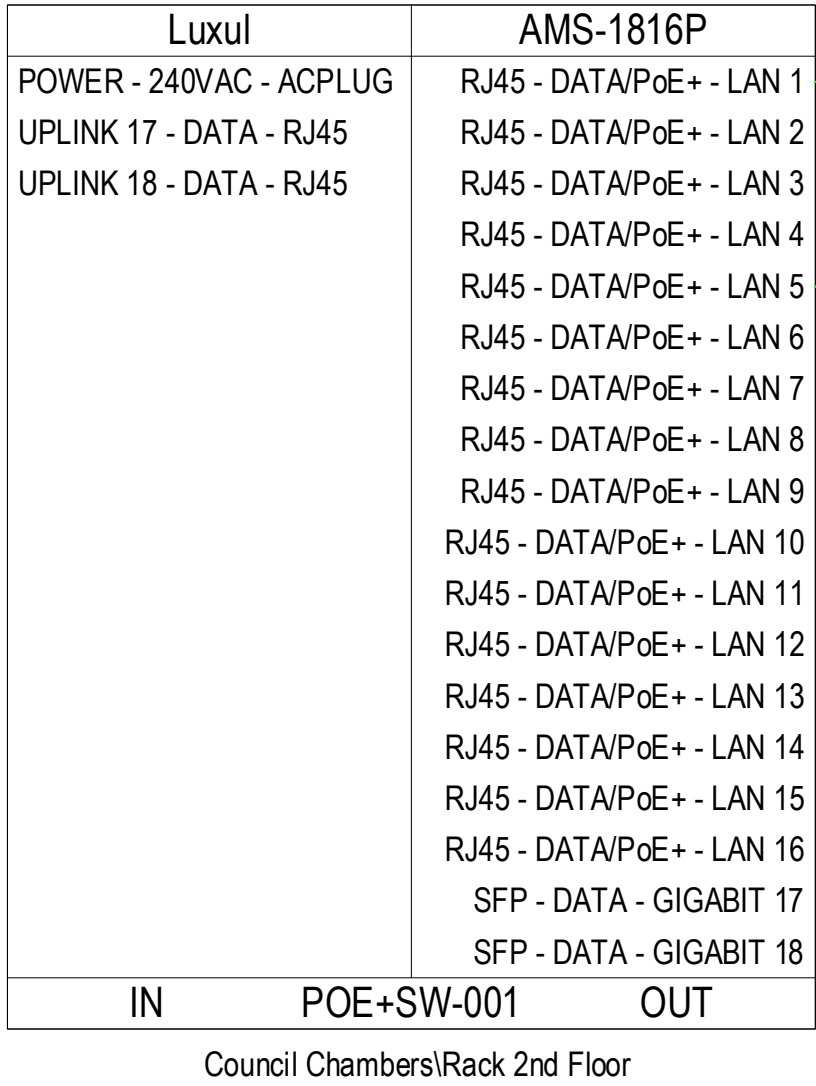 Luxul AMS-1816P
POWER - 240VAC - ACPLUG RJ45 - DATA/PoE+ - LAN 1
UPLINK 17 - DATA - RJ45 RJ45 - DATA/PoE+ - LAN 2
UPLINK 18 - DATA - RJ45 RJ45 - DATA/PoE+ - LAN 3
RJ45 - DATA/PoE+ - LAN 4
RJ45 - DATA/PoE+ - LAN 5
RJ45 - DATA/PoE+ - LAN 6
RJ45 - DATA/PoE+ - LAN 7
RJ45 - DATA/PoE+ - LAN 8
RJ45 - DATA/PoE+ - LAN 9
RJ45 - DATA/PoE+ - LAN 10
RJ45 - DATA/PoE+ - LAN 11
RJ45 - DATA/PoE+ - LAN 12
RJ45 - DATA/PoE+ - LAN 13
RJ45 - DATA/PoE+ - LAN 14
RJ45 - DATA/PoE+ - LAN 15
RJ45 - DATA/PoE+ - LAN 16
SFP - DATA - GIGABIT 17
SFP - DATA - GIGABIT 18
IN POE+SW-001 OUT
Council Chambers\Rack 2nd Floor